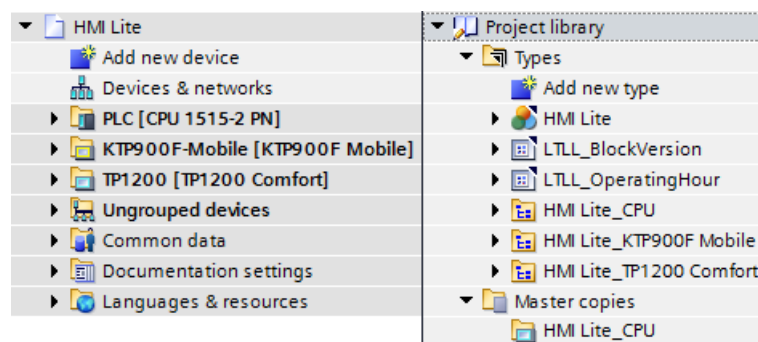 HMI Lite
Add new device
Devices & networks
PLC [CPU 1515-2 PN]
KTP900F-Mobile [KTP900F Mobile]
TP1200 [TP1200 Comfort]
Ungrouped devices
Common data
Documentation settings
Languages & resources
Project library
Types
Add new type
HMI Lite
LTLL_BlockVersion
LTLL_OperatingHour
HMI Lite_CPU
HMI Lite_KTP900F Mobile
HMI Lite_TP1200 Comfort
Master copies
HMI Lite_CPU